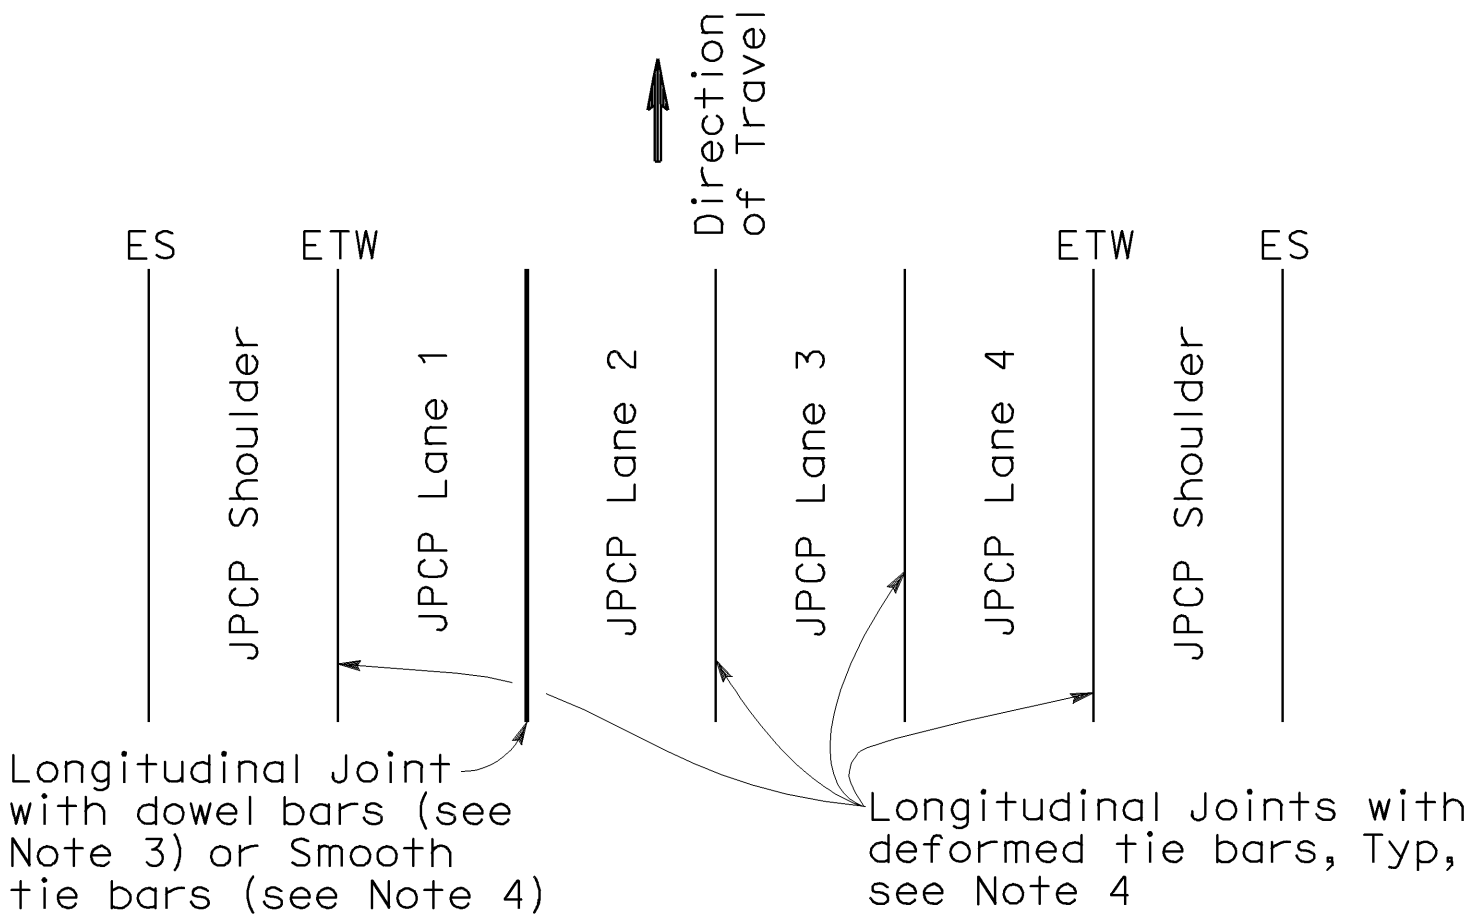 Direction
of Travel
ES
ETW
ETW
ES
JPCP Shoulder
JPCP Lane 1
JPCP Lane 2
JPCP Lane 3
JPCP Lane 4
JPCP Shoulder
Longitudinal Joint
with dowel bars (see
Note 3) or Smooth
tie bars (see Note 4)
Longitudinal Joints with
deformed tie bars, Typ,
see Note 4